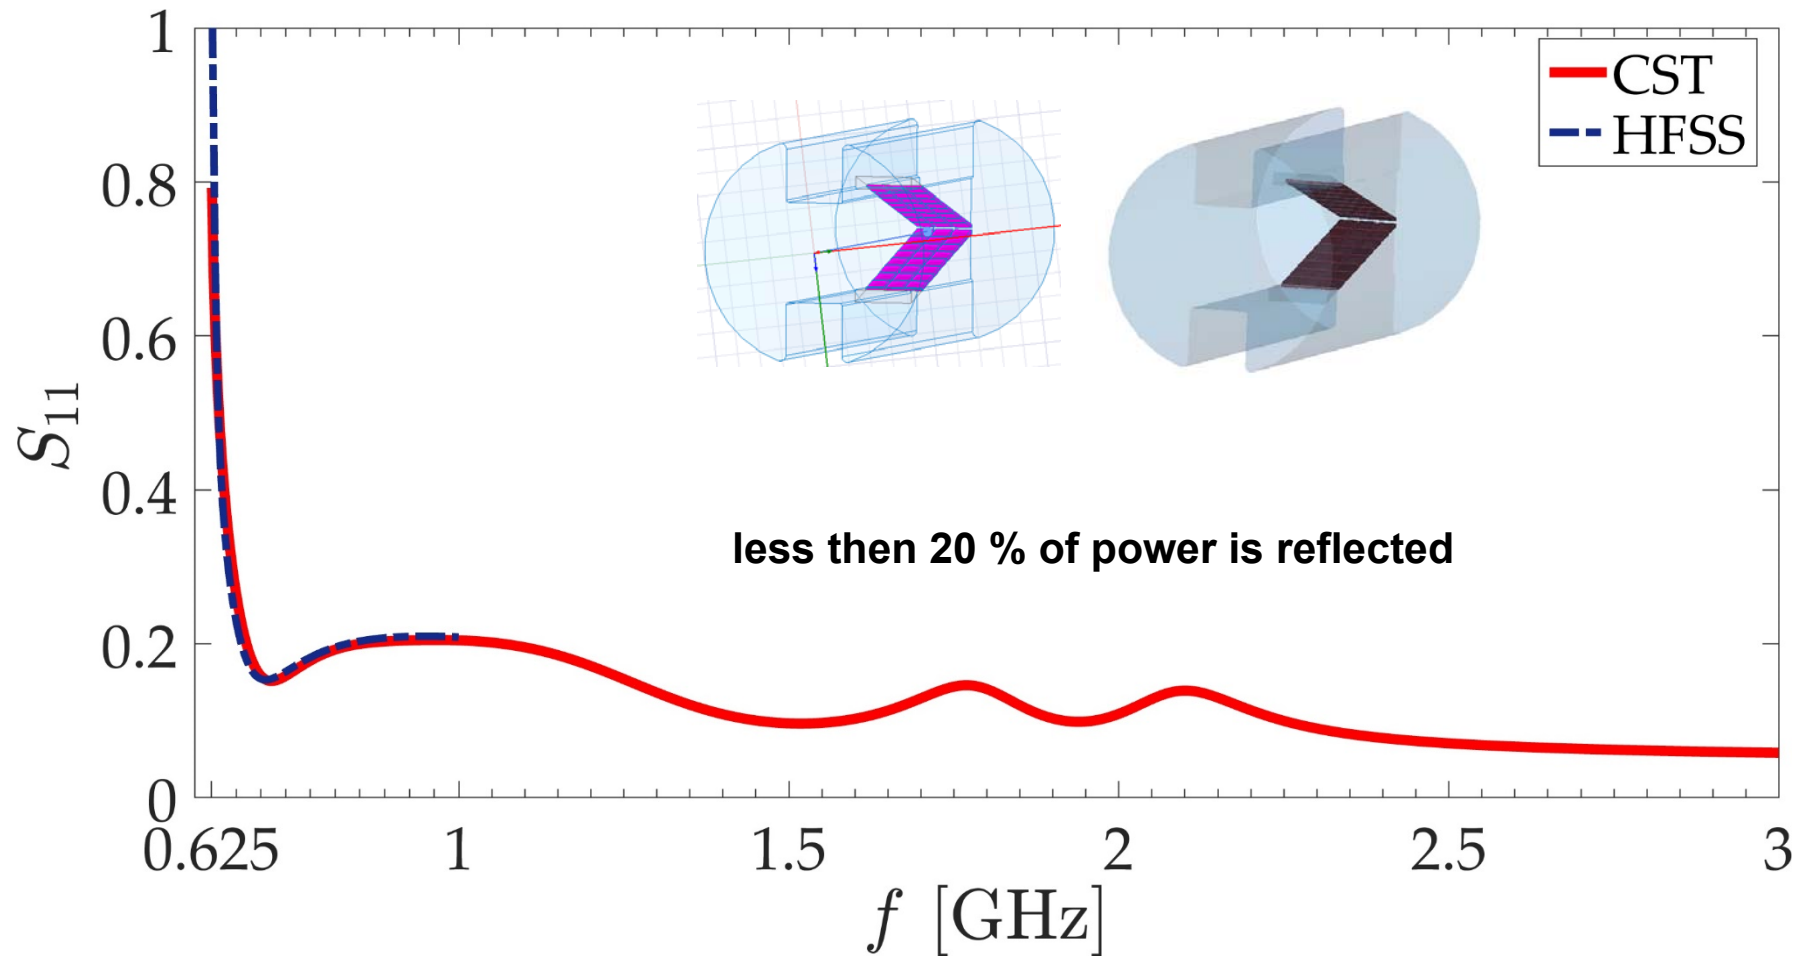 1
0.8
0.6
0.4
0.2
0
S11
CST
HFSS
less then 20 % of power is reflected
0.625 1 1.5 2 2.5 3
f [GHz]